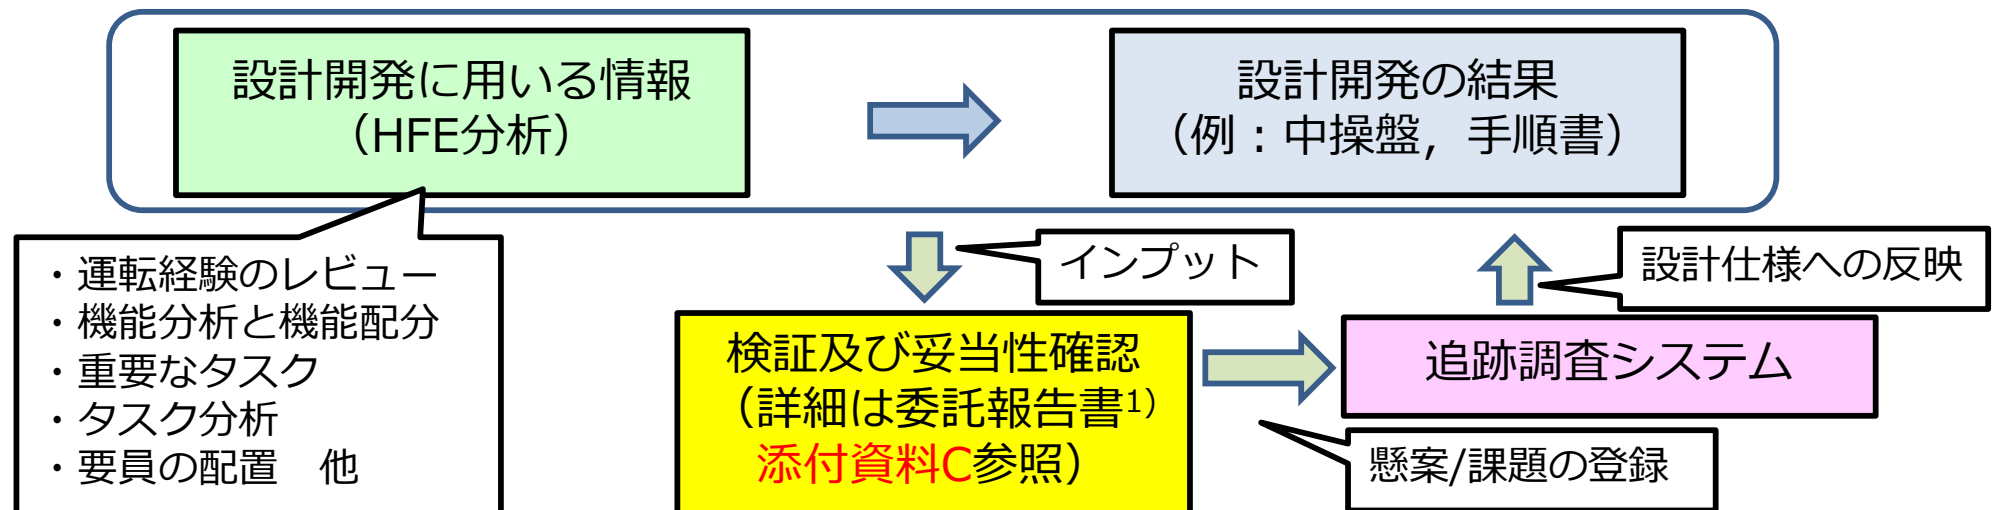 設計開発に用いる情報
（HFE分析）
設計開発の結果
（例：中操盤，手順書）
・運転経験のレビュー
・機能分析と機能配分
・重要なタスク
・タスク分析
・要員の配置　他
インプット
設計仕様への反映
検証及び妥当性確認
（詳細は委託報告書1）
添付資料C参照）
追跡調査システム
懸案/課題の登録